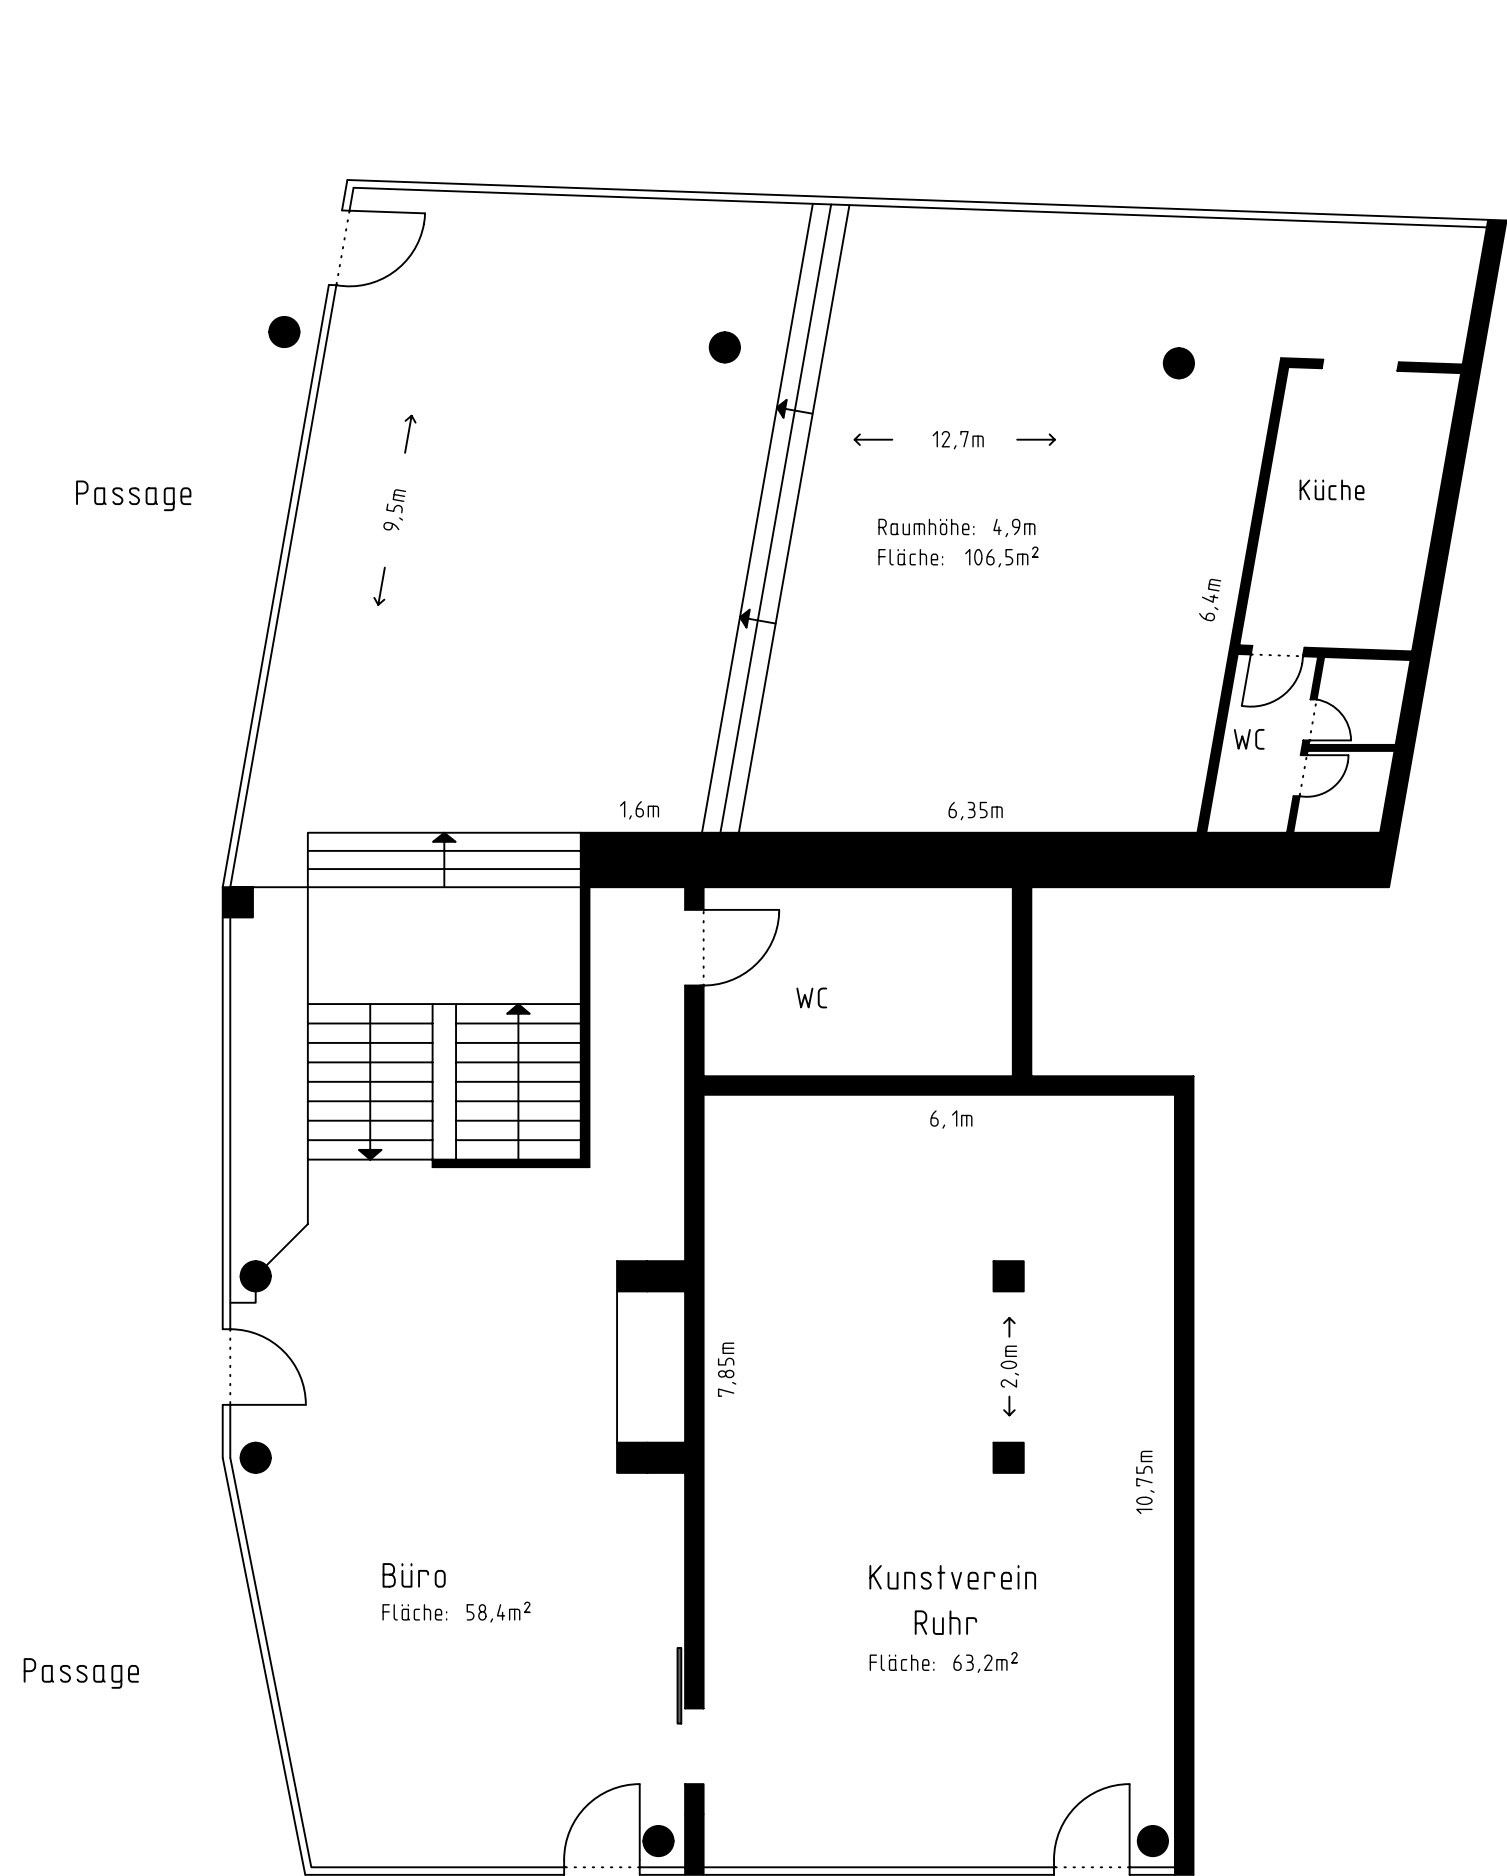 12,7m
Passage
9,5m
Küche
Raumhöhe: 4,9m
Fläche: 106,5m²
6,4m
WC
1,6m
6,35m
WC
6,1m
7,85m
2,0m
10,75m
Büro
Fläche: 58,4m²
Kunstverein
Ruhr
Fläche: 63,2m²
Passage